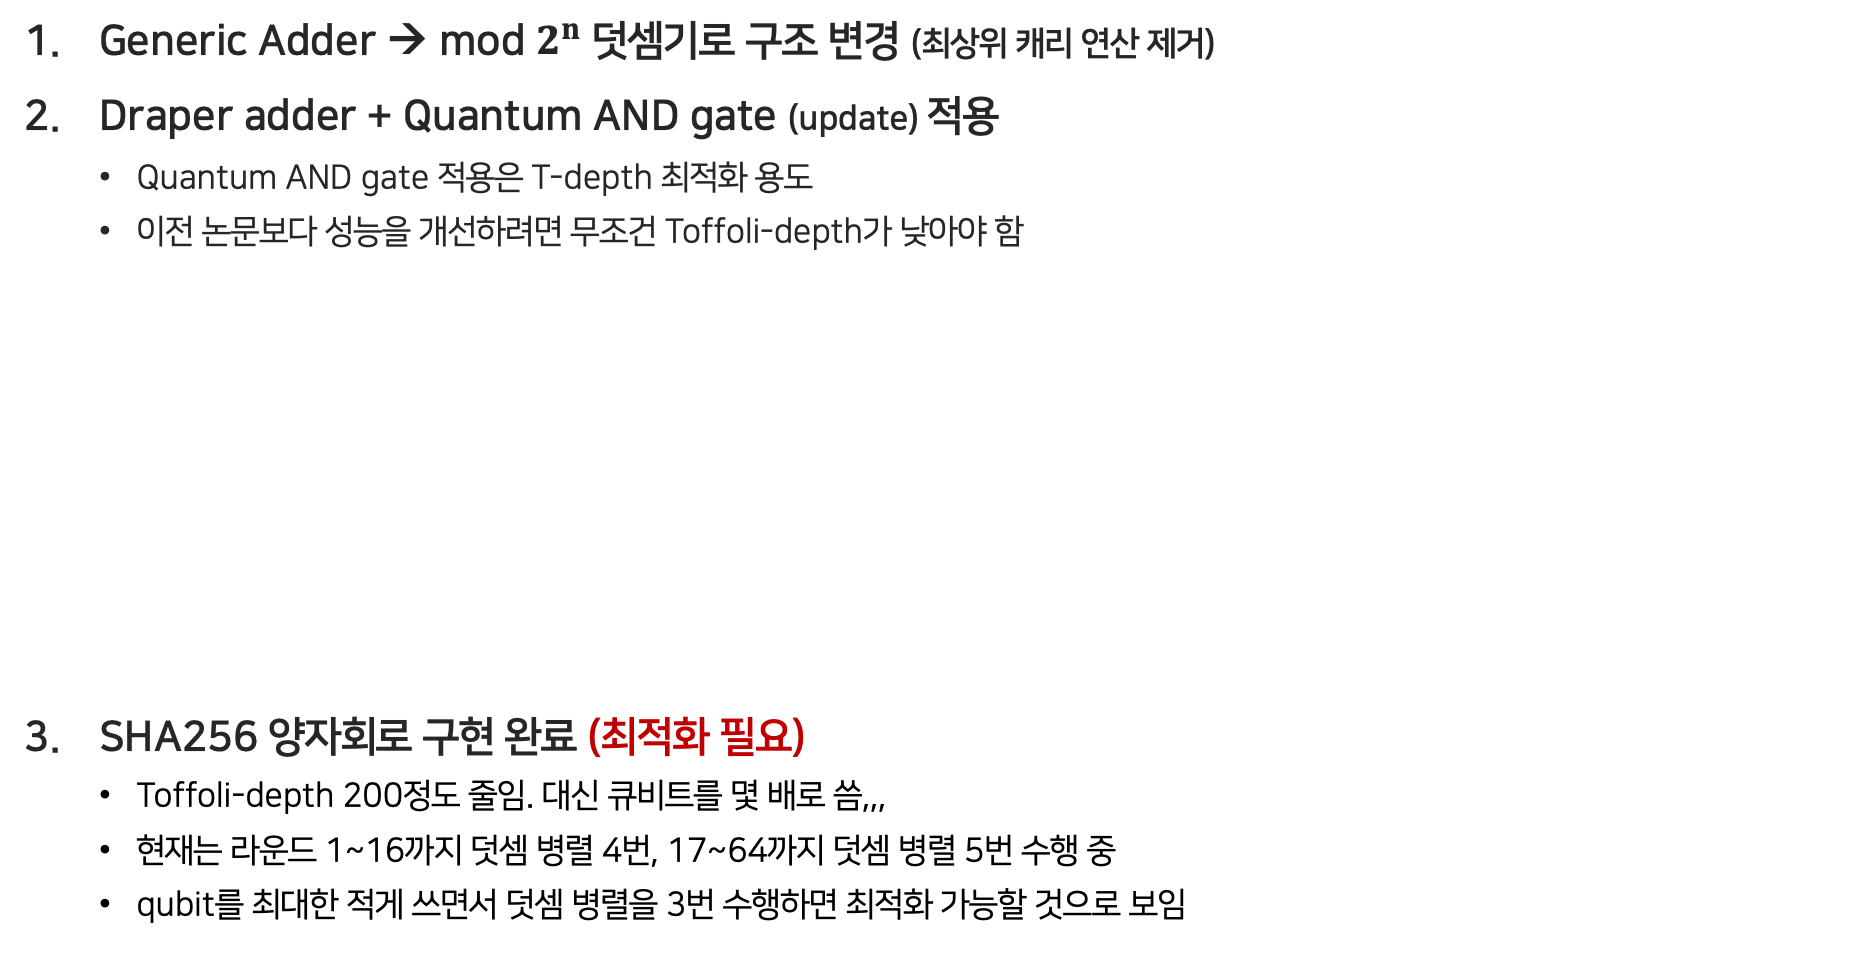 1. Generic Adder → mod 2ⁿ 덧셈기로 구조 변경 (최상위 캐리 연산 제거)
2. Draper adder + Quantum AND gate (update) 적용
• Quantum AND gate 적용은 T-depth 최적화 용도
• 이전 논문보다 성능을 개선하려면 무조건 Toffoli-depth가 낮아야 함
3. SHA256 양자회로 구현 완료 (최적화 필요)
• Toffoli-depth 200정도 줄임. 대신 큐비트를 몇 배로 씀,,,
• 현재는 라운드 1~16까지 덧셈 병렬 4번, 17~64까지 덧셈 병렬 5번 수행 중
• qubit를 최대한 적게 쓰면서 덧셈 병렬을 3번 수행하면 최적화 가능할 것으로 보임